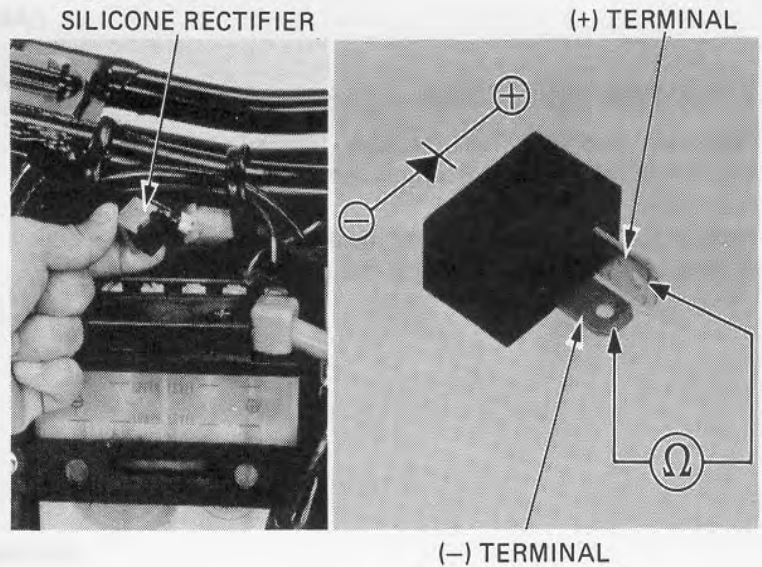 SILICONE RECTIFIER
(+) TERMINAL
+
−
+
Ω
(−) TERMINAL